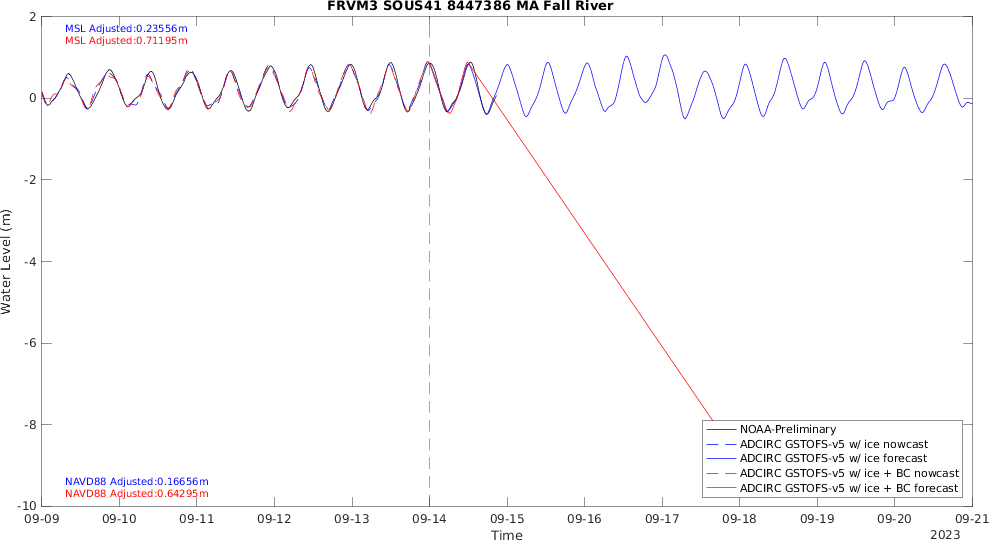 FRVM3 SOUS41 8447386 MA Fall River
MSL Adjusted:0.23556m
MSL Adjusted:0.71195m
2
0
-2
-4
-6
-8
-10
Water Level (m)
NAVD88 Adjusted:0.16656m
NAVD88 Adjusted:0.64295m
NOAA-Preliminary
ADCIRC GSTOFS-v5 w/ ice nowcast
ADCIRC GSTOFS-v5 w/ ice forecast
ADCIRC GSTOFS-v5 w/ ice + BC nowcast
ADCIRC GSTOFS-v5 w/ ice + BC forecast
09-09 09-10 09-11 09-12 09-13 09-14 09-15 09-16 09-17 09-18 09-19 09-20 09-21
Time
2023